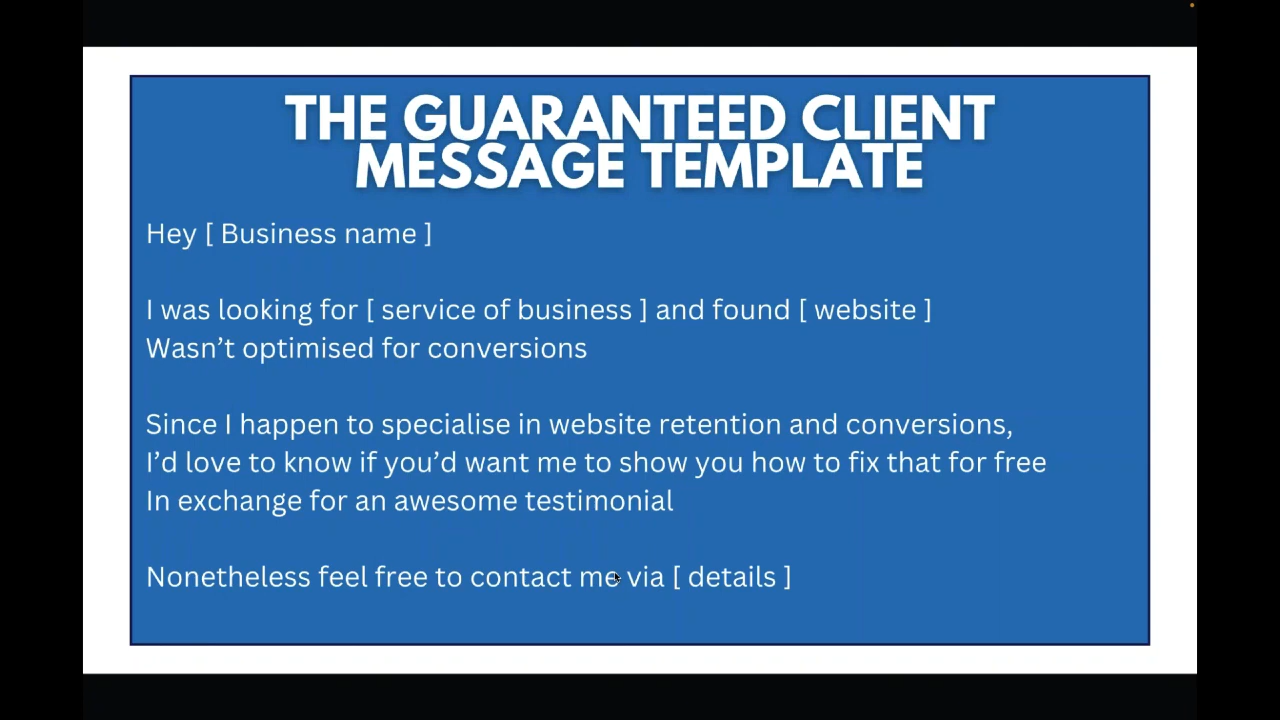 THE GUARANTEED CLIENT
MESSAGE TEMPLATE
Hey [ Business name ]
I was looking for [ service of business ] and found [ website ]
Wasn’t optimised for conversions
Since I happen to specialise in website retention and conversions,
I’d love to know if you’d want me to show you how to fix that for free
In exchange for an awesome testimonial
Nonetheless feel free to contact me via [ details ]